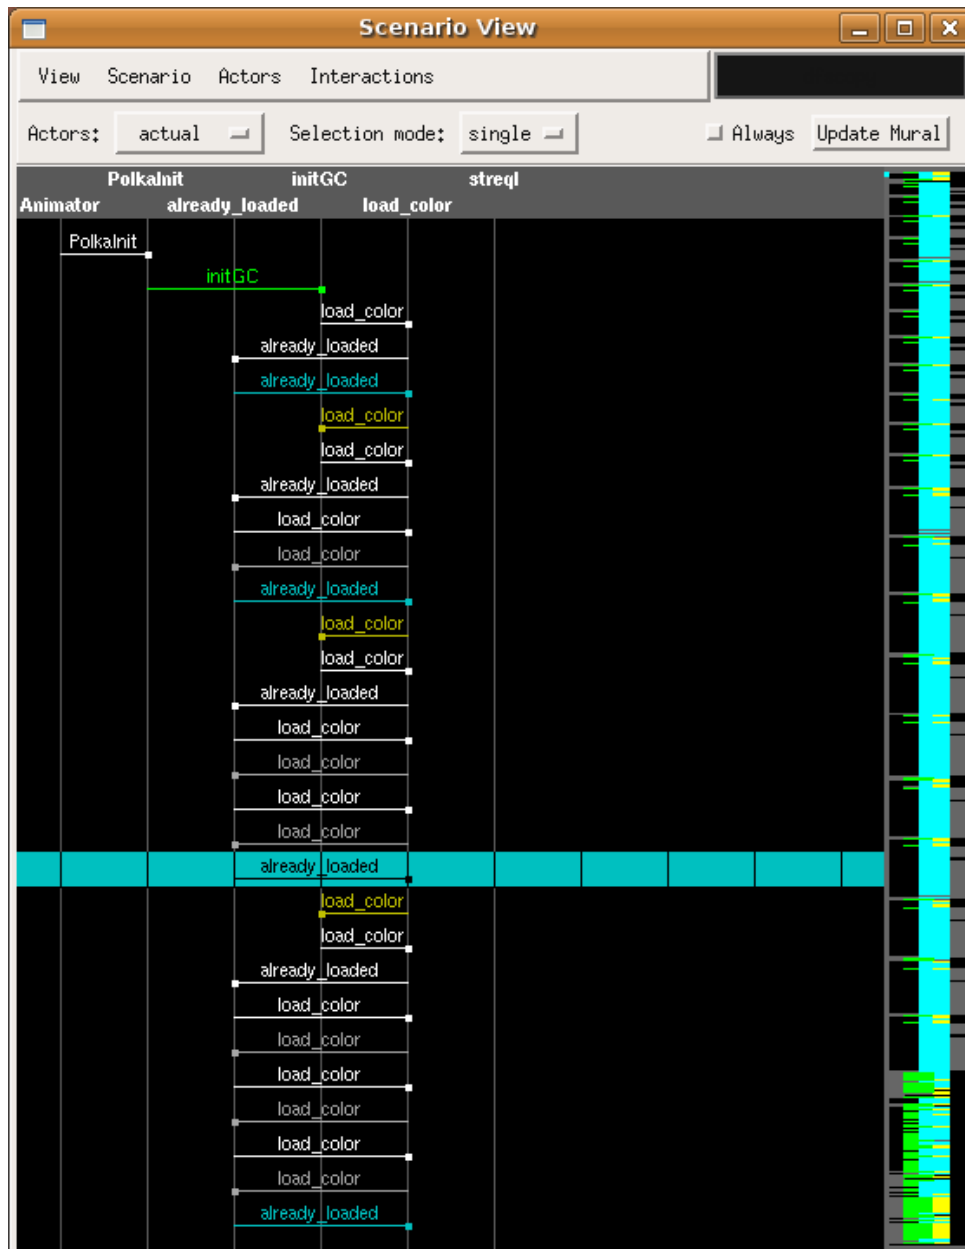 Scenario View
View Scenario Actors Interactions
Actors: actual Selection mode: single Always Update Mural
PolkaInit initGC streql
Animator already_loaded load_color
PolkaInit
initGC
load_color
already_loaded
already_loaded
load_color
load_color
already_loaded
load_color
load_color
already_loaded
load_color
load_color
already_loaded
load_color
load_color
load_color
load_color
already_loaded
load_color
load_color
already_loaded
load_color
load_color
load_color
load_color
load_color
load_color
already_loaded